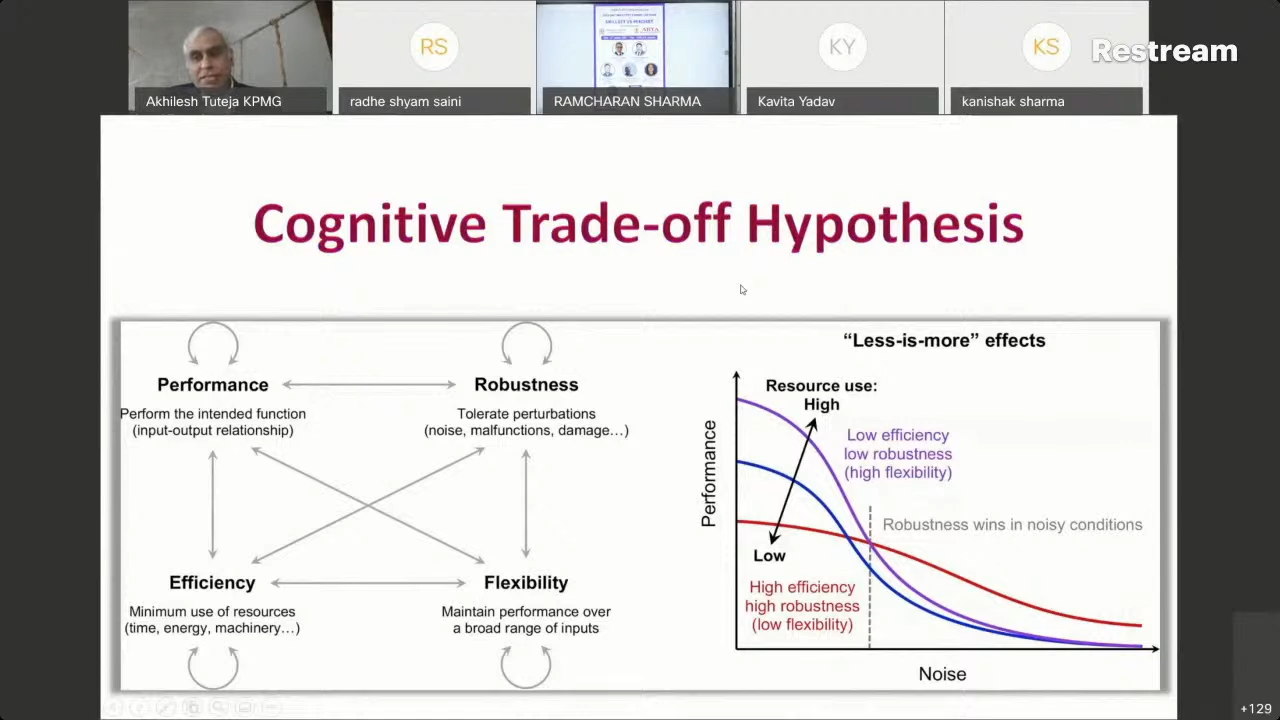 RS
KY
KS
Restream
Akhilesh Tuteja KPMG
radhe shyam saini
RAMCHARAN SHARMA
Kavita Yadav
kanishak sharma
Cognitive Trade-off Hypothesis
Performance
Perform the intended function
(input-output relationship)
Robustness
Tolerate perturbations
(noise, malfunctions, damage…)
Efficiency
Minimum use of resources
(time, energy, machinery…)
Flexibility
Maintain performance over
a broad range of inputs
“Less-is-more” effects
Resource use:
High
Low efficiency
low robustness
(high flexibility)
Performance
Robustness wins in noisy conditions
Low
High efficiency
high robustness
(low flexibility)
Noise
+129